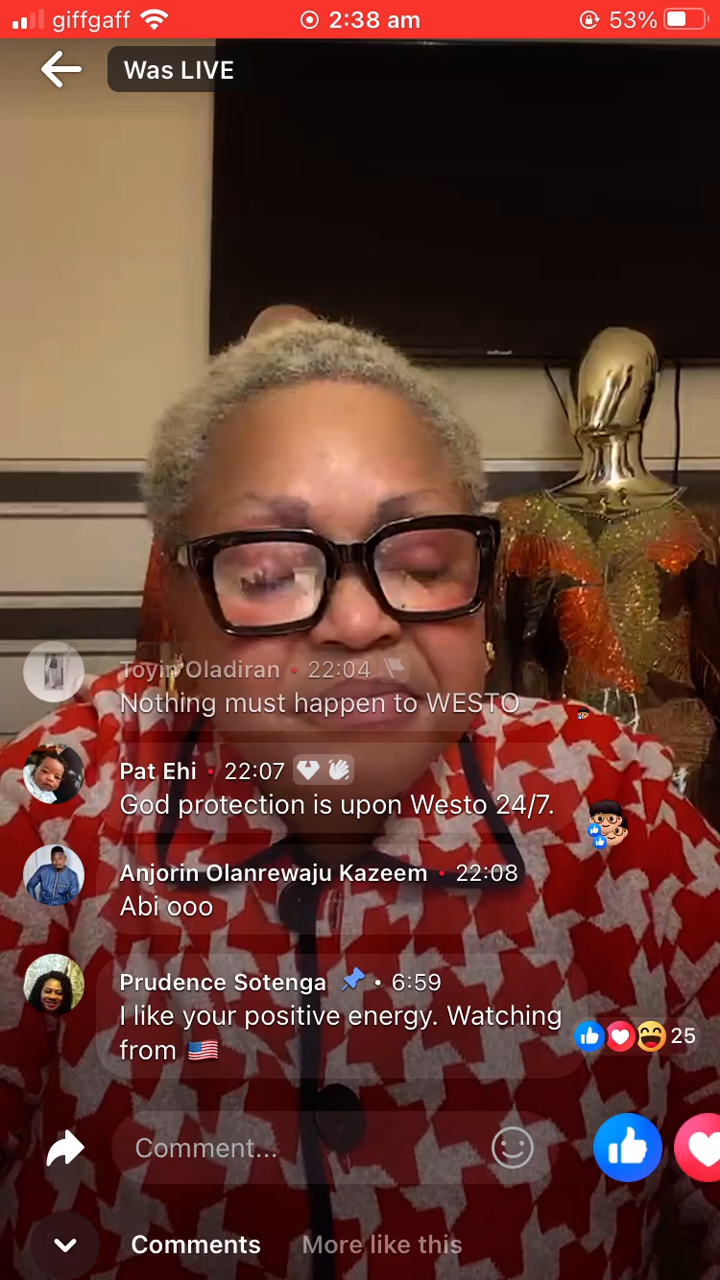 giffgaff 2:38 am 53%
Was LIVE
Toyin Oladiran • 22:04
Nothing must happen to WESTO
Pat Ehi • 22:07
God protection is upon Westo 24/7.
Anjorin Olanrewaju Kazeem • 22:08
Abi ooo
Prudence Sotenga 📌 • 6:59
I like your positive energy. Watching
from 🇺🇸
25
Comment...
Comments More like this